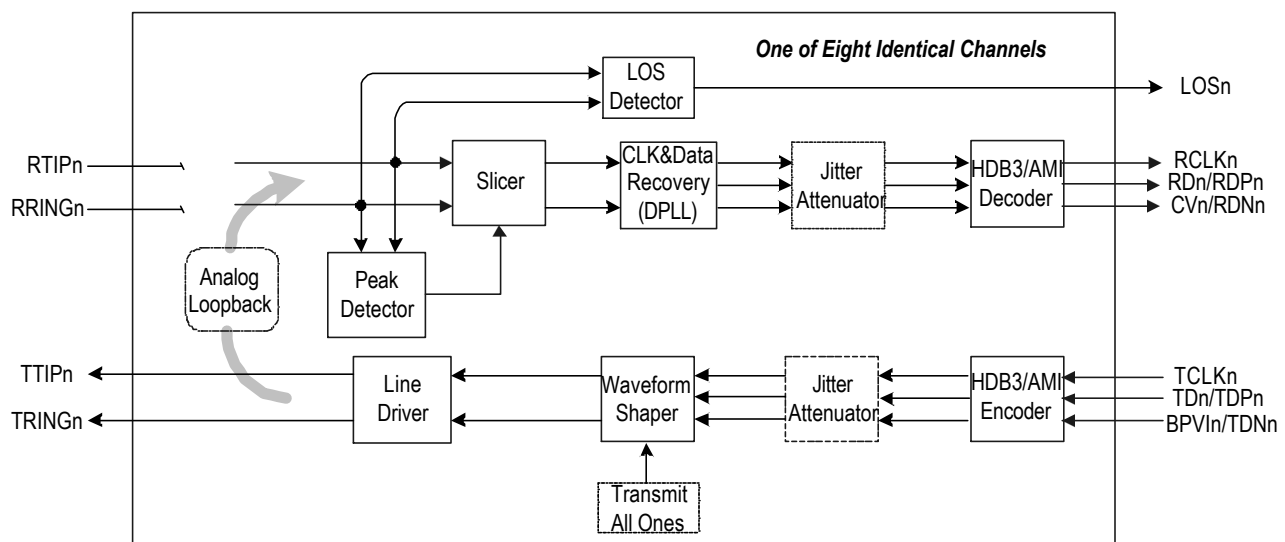 One of Eight Identical Channels
LOS
Detector
LOSn
RTIPn
RRINGn
Slicer
CLK&Data
Recovery
(DPLL)
Jitter
Attenuator
HDB3/AMI
Decoder
RCLKn
RDn/RDPn
CVn/RDNn
Analog
Loopback
Peak
Detector
TTIPn
TRINGn
Line
Driver
Waveform
Shaper
Jitter
Attenuator
HDB3/AMI
Encoder
TCLKn
TDn/TDPn
BPVIn/TDNn
Transmit
All Ones